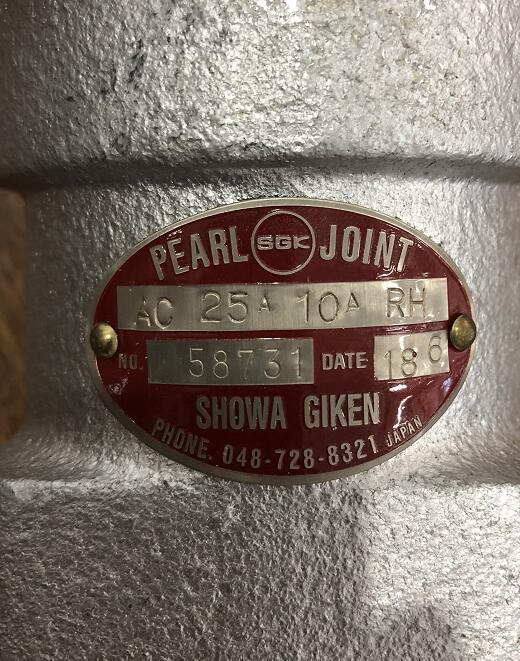 PEARL SGK JOINT
AC 25A 10A RH
NO. 58731 DATE 18 6
SHOWA GIKEN
PHONE. 048-728-8321 JAPAN